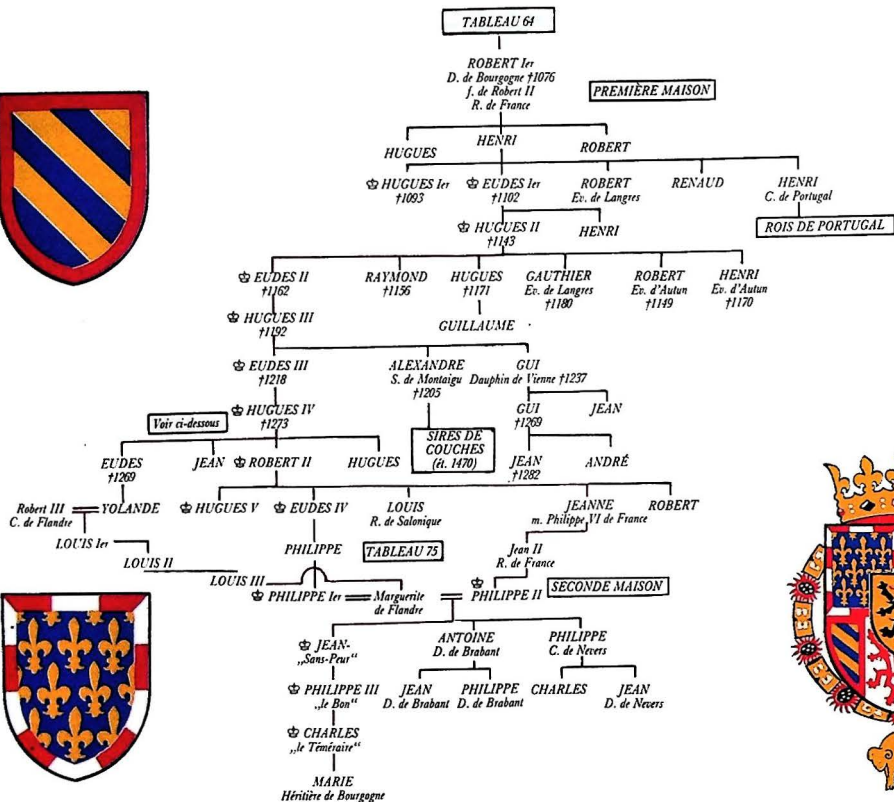 TABLEAU 64
ROBERT Ier
D. de Bourgogne †1076
f. de Robert II
R. de France
PREMIÈRE MAISON
HUGUES
HENRI
ROBERT
HUGUES Ier
†1093
EUDES Ier
†1102
ROBERT
Ev. de Langres
RENAUD
HENRI
C. de Portugal
HUGUES II
†1143
HENRI
ROIS DE PORTUGAL
EUDES II
†1162
RAYMOND
†1156
HUGUES
†1171
GAUTHIER
Ev. de Langres
†1180
ROBERT
Ev. d'Autun
†1149
HENRI
Ev. d'Autun
†1170
HUGUES III
†1192
GUILLAUME
EUDES III
†1218
ALEXANDRE
S. de Montaigu
†1205
GUI
Dauphin de Vienne †1237
HUGUES IV
†1273
GUI
†1269
JEAN
Voir ci-dessous
SIRES DE
COUCHES
(ét. 1470)
EUDES
†1269
JEAN
ROBERT II
HUGUES
JEAN
†1282
ANDRÉ
Robert III
C. de Flandre
YOLANDE
HUGUES V
EUDES IV
LOUIS
R. de Salonique
JEANNE
m. Philippe VI de France
ROBERT
LOUIS Ier
LOUIS II
LOUIS III
PHILIPPE
TABLEAU 75
Jean II
R. de France
PHILIPPE Ier
Marguerite
de Flandre
PHILIPPE II
SECONDE MAISON
JEAN-
„Sans-Peur“
ANTOINE
D. de Brabant
PHILIPPE
C. de Nevers
PHILIPPE III
„le Bon“
JEAN
D. de Brabant
PHILIPPE
D. de Brabant
CHARLES
JEAN
D. de Nevers
CHARLES
„le Téméraire“
MARIE
Héritière de Bourgogne